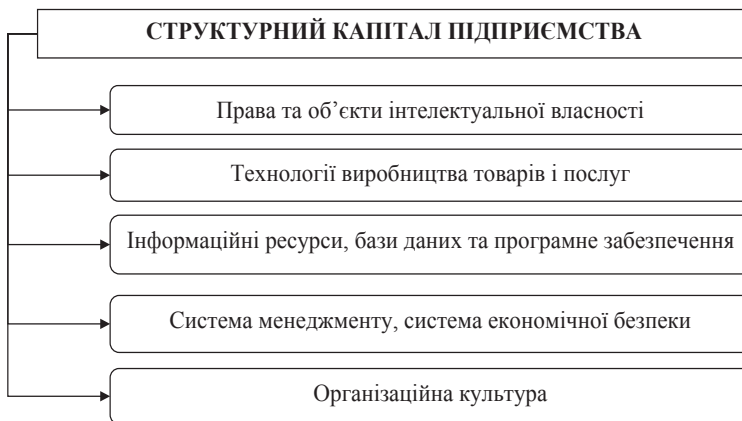 СТРУКТУРНИЙ КАПІТАЛ ПІДПРИЄМСТВА
Права та об’єкти інтелектуальної власності
Технології виробництва товарів і послуг
Інформаційні ресурси, бази даних та програмне забезпечення
Система менеджменту, система економічної безпеки
Організаційна культура